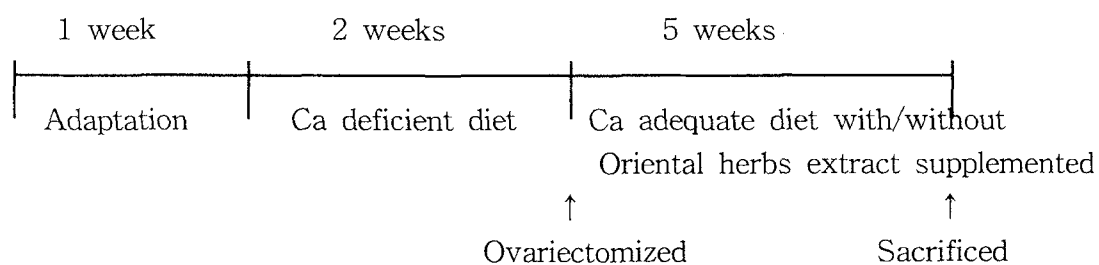 1 week 2 weeks 5 weeks
Adaptation Ca deficient diet Ca adequate diet with/without
Oriental herbs extract supplemented
↑ ↑
Ovariectomized Sacrificed